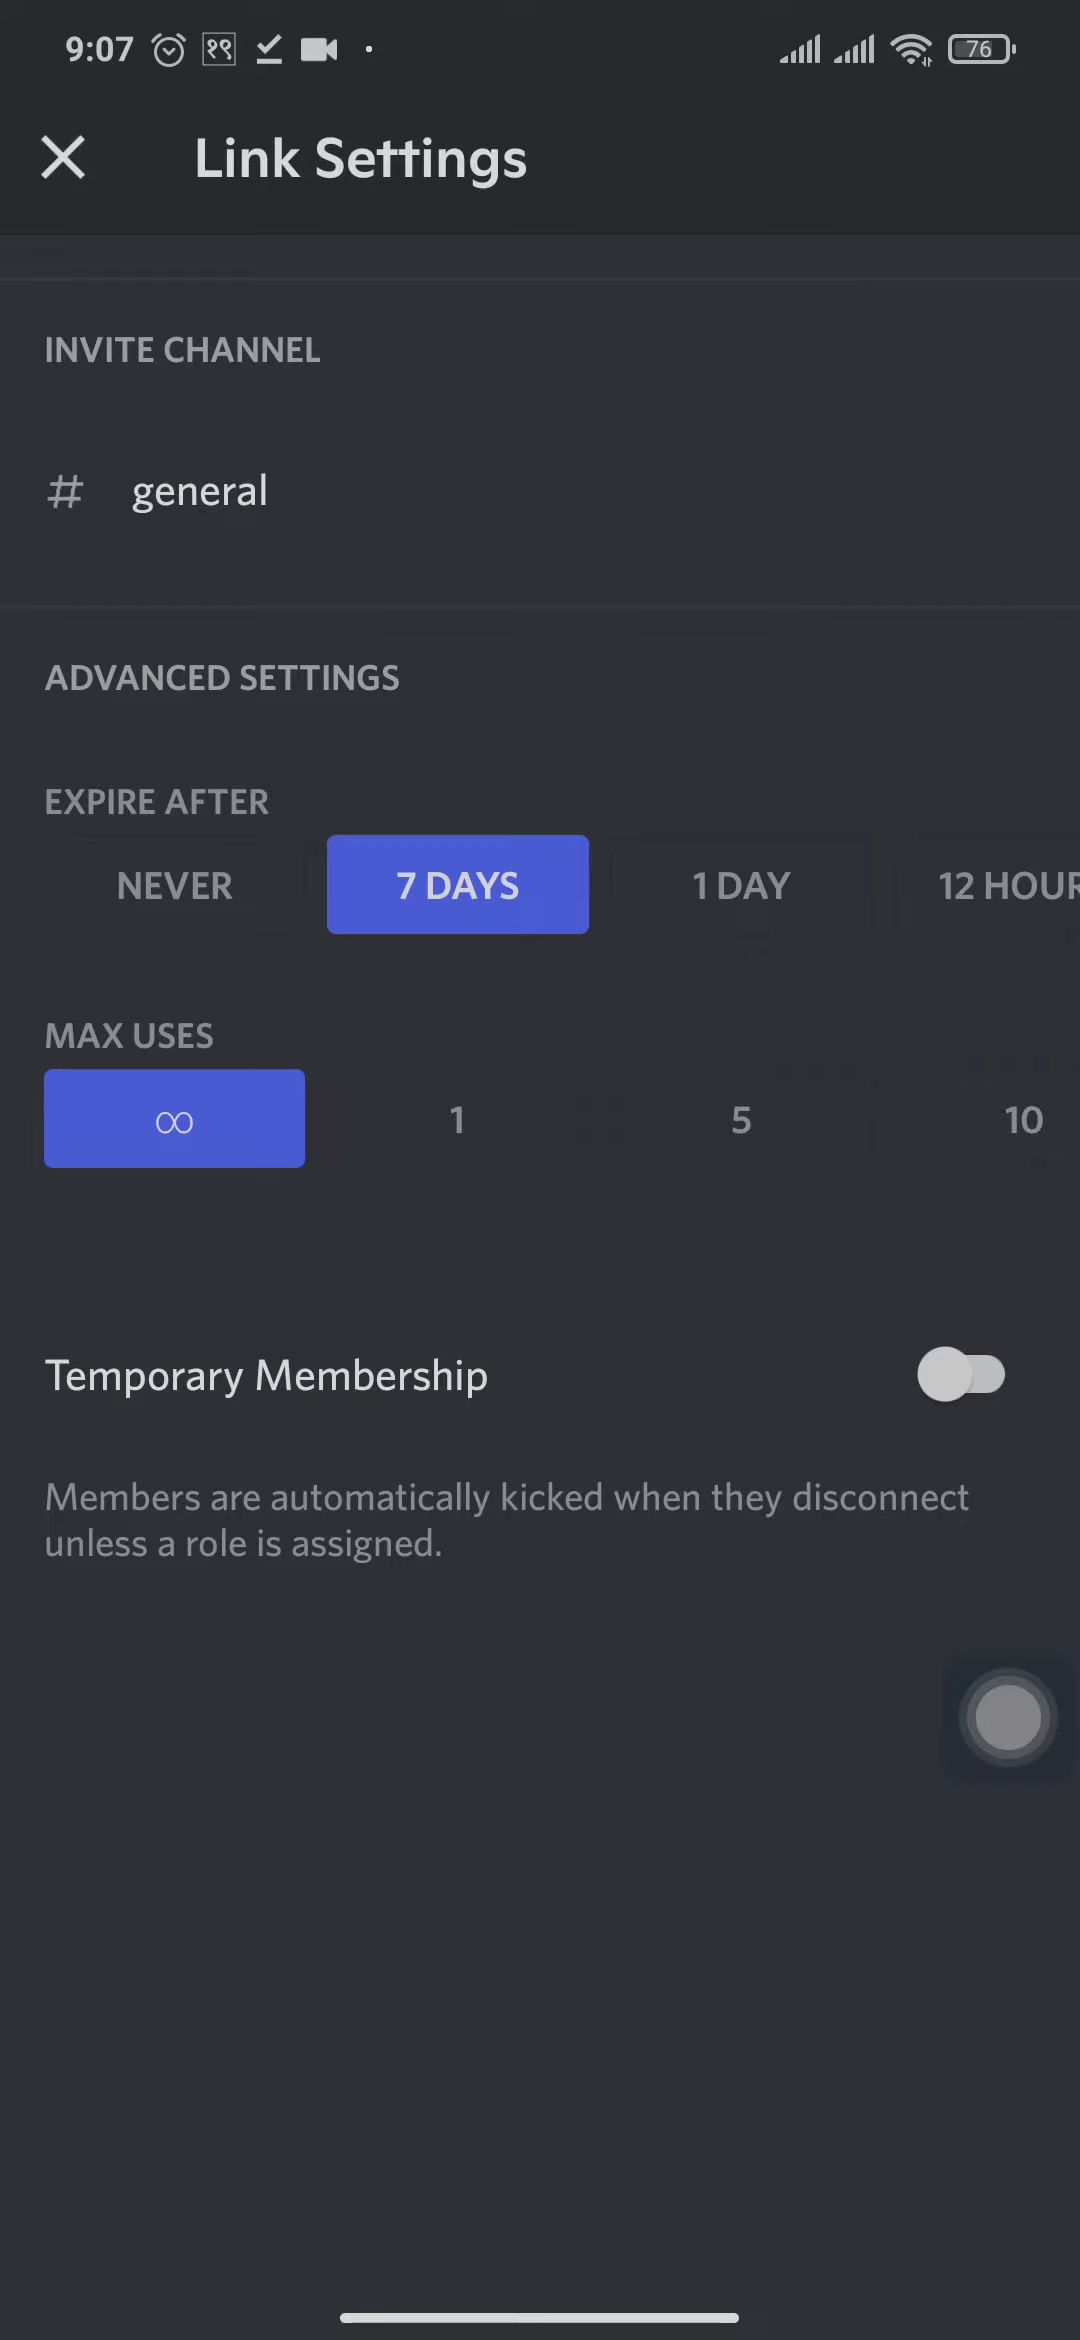 9:07 ११ 76
Link Settings
INVITE CHANNEL
# general
ADVANCED SETTINGS
EXPIRE AFTER
NEVER 7 DAYS 1 DAY 12 HOUR
MAX USES
∞ 1 5 10
Temporary Membership
Members are automatically kicked when they disconnect
unless a role is assigned.